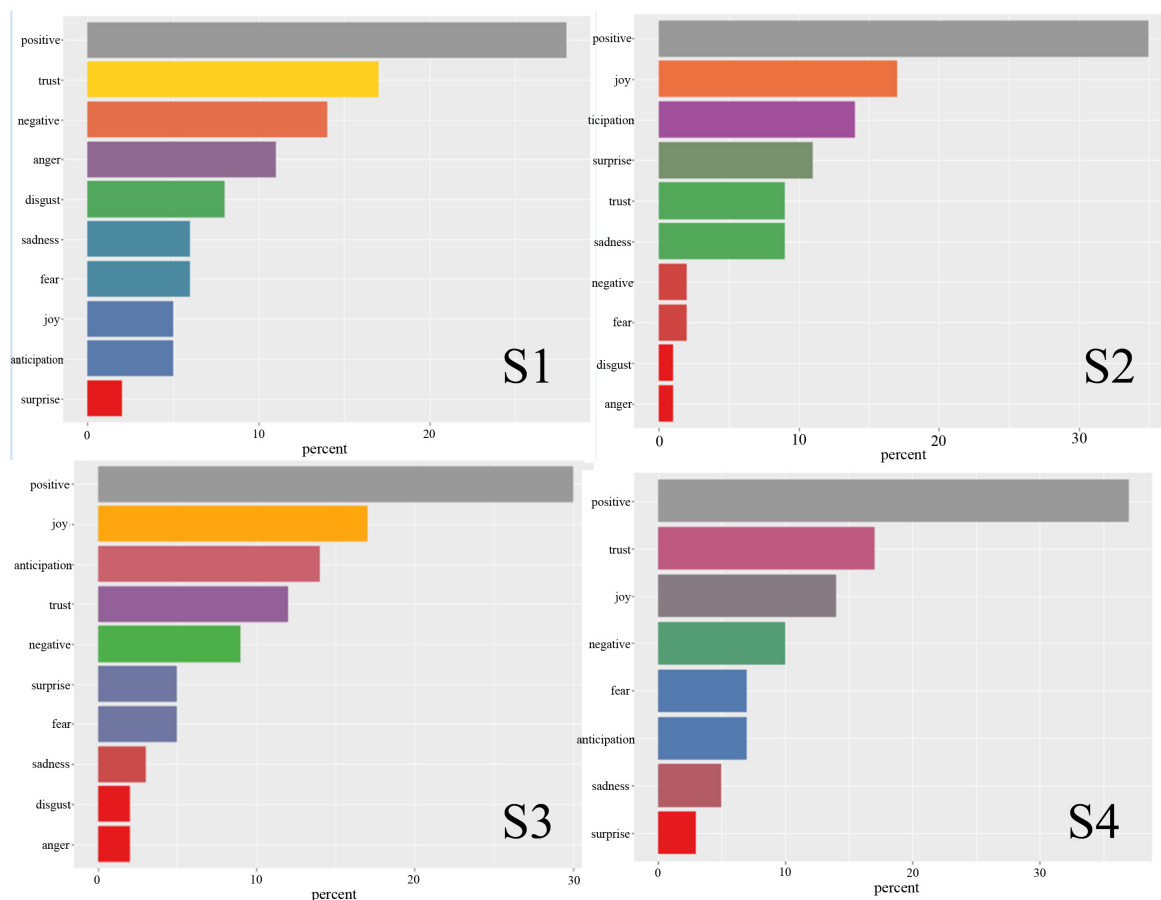 positive
trust
negative
anger
disgust
sadness
fear
joy
anticipation
surprise
S1
0 10 20
percent
positive
joy
ticipation
surprise
trust
sadness
negative
fear
disgust
anger
S2
0 10 20 30
percent
positive
joy
anticipation
trust
negative
surprise
fear
sadness
disgust
anger
S3
0 10 20 30
percent
positive
trust
joy
negative
fear
anticipation
sadness
surprise
S4
0 10 20 30
percent